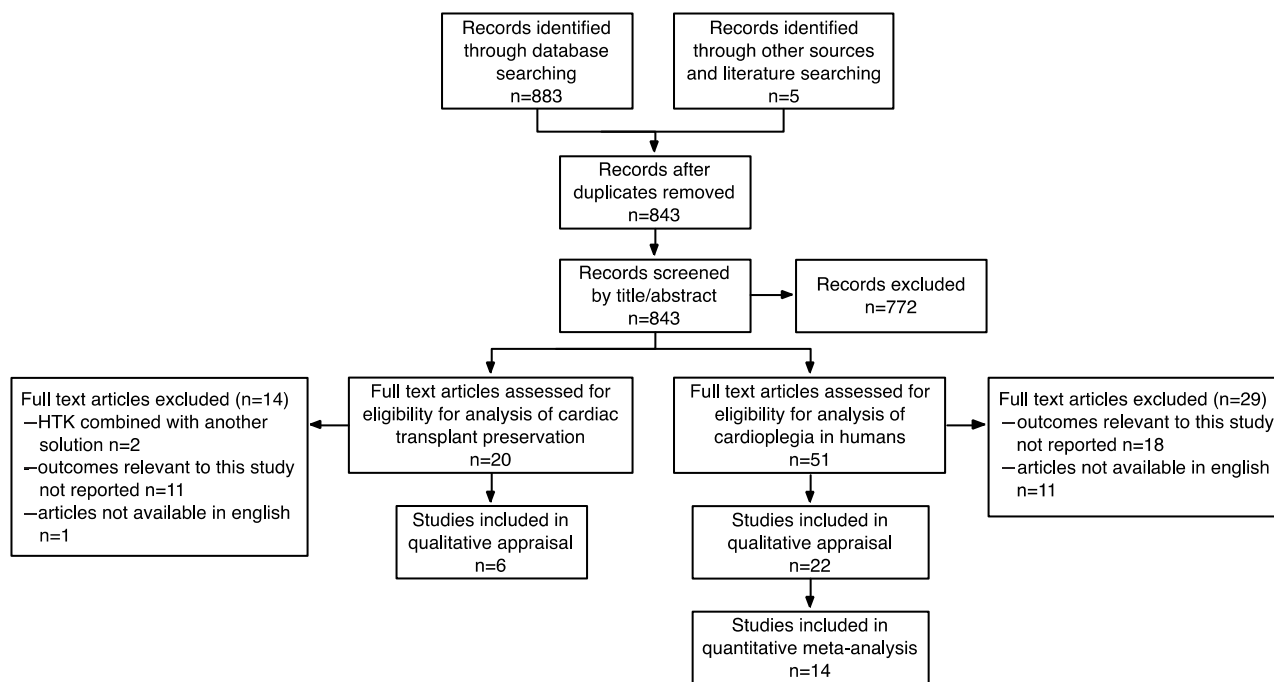 Records identified
through database
searching
n=883
Records identified
through other sources
and literature searching
n=5
Records after
duplicates removed
n=843
Records screened
by title/abstract
n=843
Records excluded
n=772
Full text articles excluded (n=14)
—HTK combined with another
solution n=2
—outcomes relevant to this study
not reported n=11
—articles not available in english
n=1
Full text articles assessed for
eligibility for analysis of cardiac
transplant preservation
n=20
Full text articles assessed for
eligibility for analysis of
cardioplegia in humans
n=51
Full text articles excluded (n=29)
—outcomes relevant to this study
not reported n=18
—articles not available in english
n=11
Studies included in
qualitative appraisal
n=6
Studies included in
qualitative appraisal
n=22
Studies included in
quantitative meta-analysis
n=14